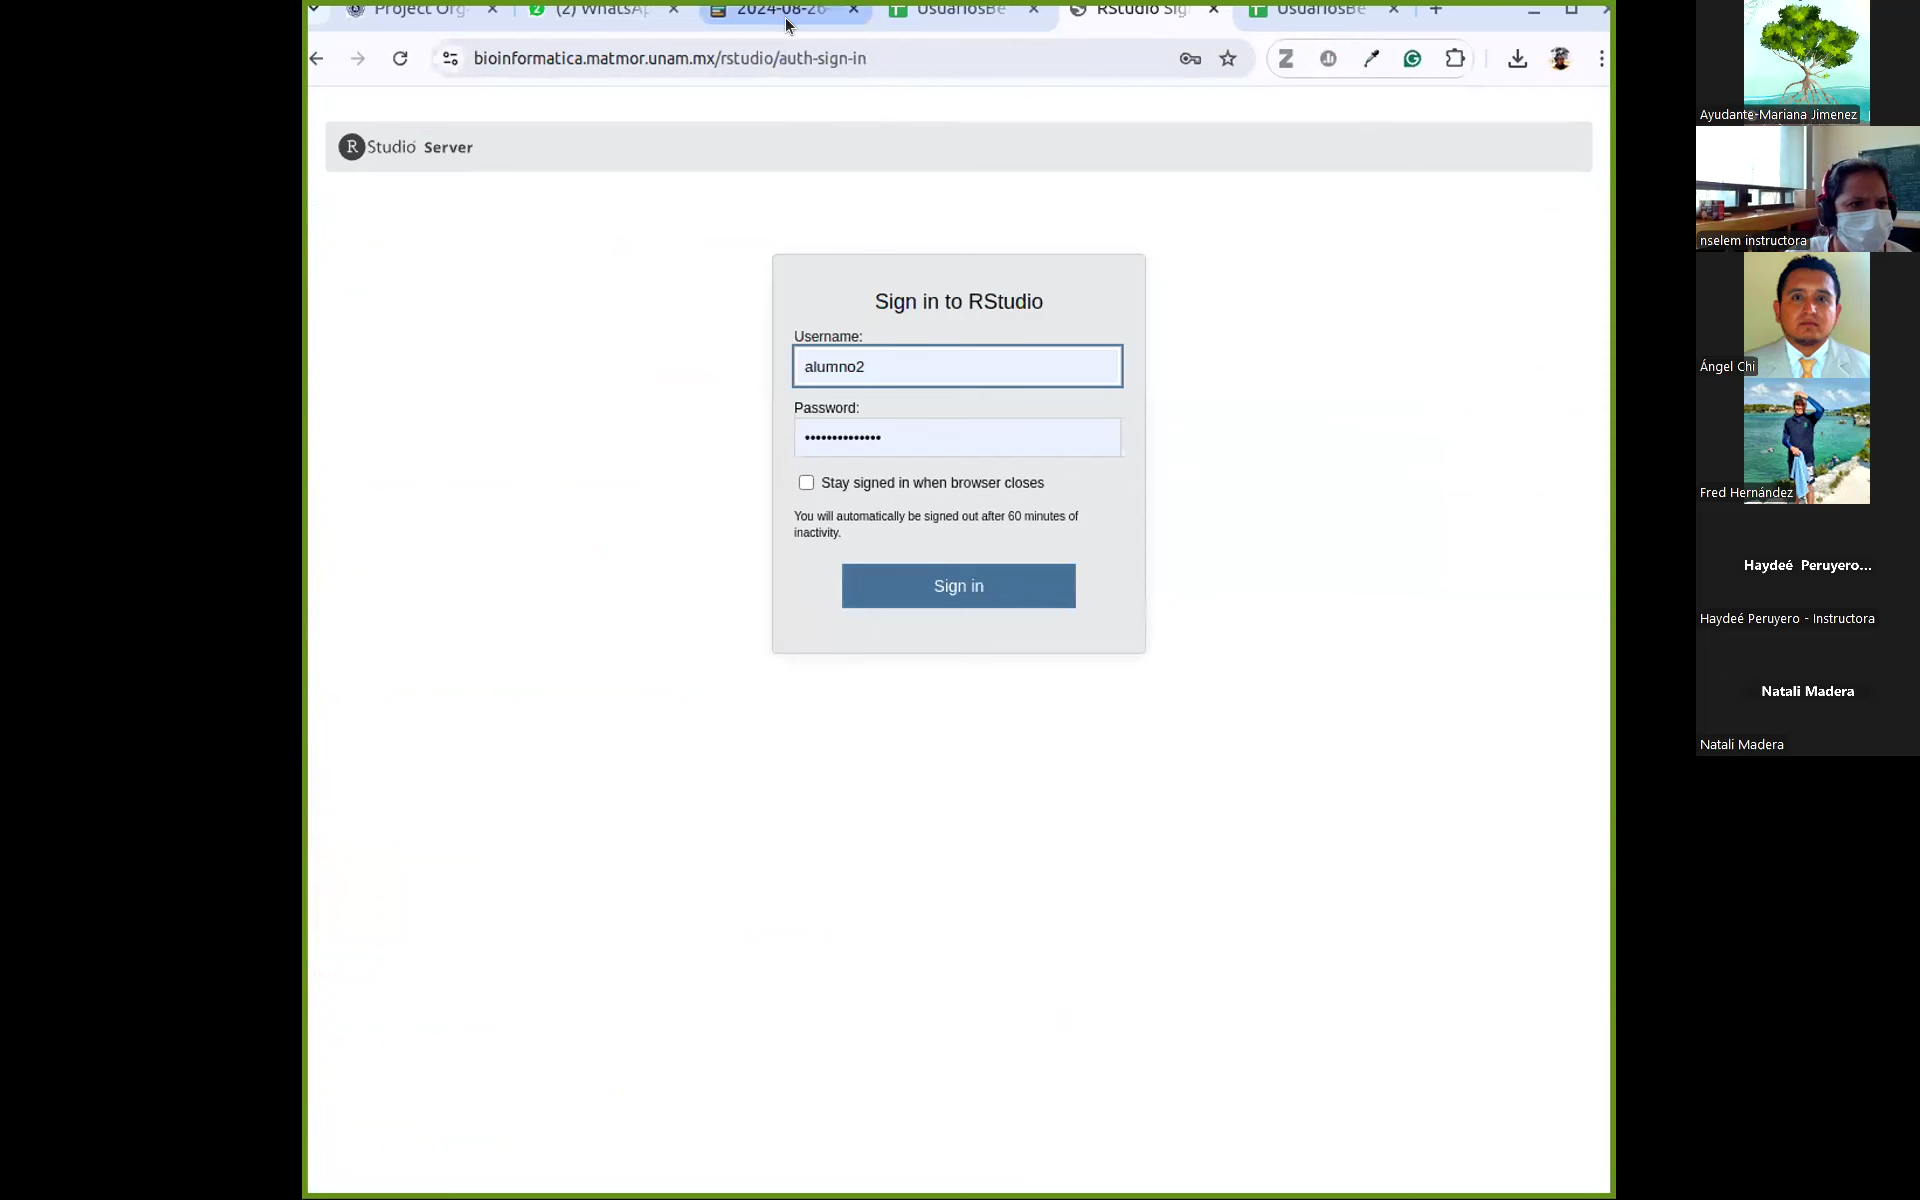 Project Org
(2) WhatsAp
2024-08-26-
UsuariosBe
RStudio Sig
UsuariosBe
bioinformatica.matmor.unam.mx/rstudio/auth-sign-in
R Studio Server
Sign in to RStudio
Username:
alumno2
Password:
••••••••••••••
Stay signed in when browser closes
You will automatically be signed out after 60 minutes of
inactivity.
Sign in
Ayudante-Mariana Jimenez
nselem instructora
Ángel Chi
Fred Hernández
Haydeé Peruyero...
Haydeé Peruyero - Instructora
Natali Madera
Natali Madera